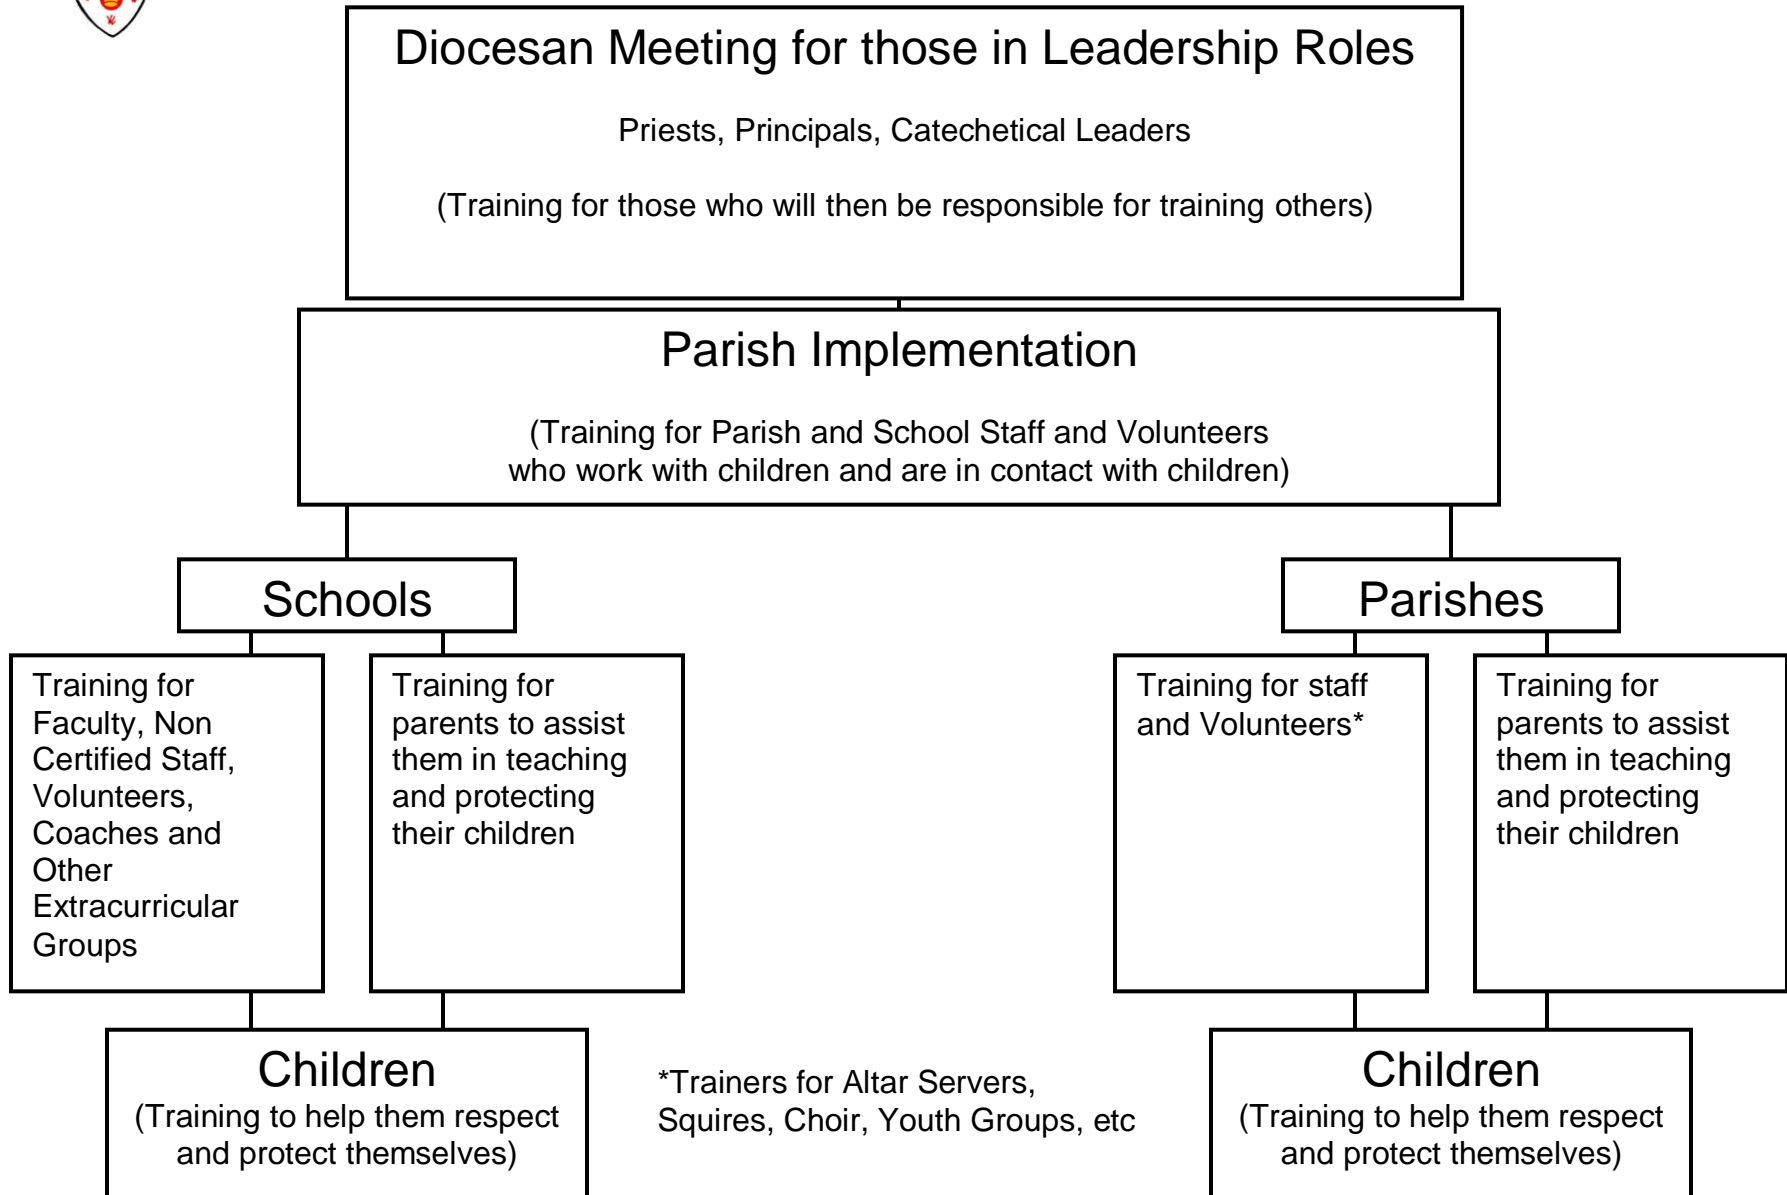 Diocesan Meeting for those in Leadership Roles
Priests, Principals, Catechetical Leaders
(Training for those who will then be responsible for training others)
Parish Implementation
(Training for Parish and School Staff and Volunteers
who work with children and are in contact with children)
Schools
Parishes
Training for
Faculty, Non
Certified Staff,
Volunteers,
Coaches and
Other
Extracurricular
Groups
Training for
parents to assist
them in teaching
and protecting
their children
Training for staff
and Volunteers*
Training for
parents to assist
them in teaching
and protecting
their children
Children
(Training to help them respect
and protect themselves)
*Trainers for Altar Servers,
Squires, Choir, Youth Groups, etc
Children
(Training to help them respect
and protect themselves)